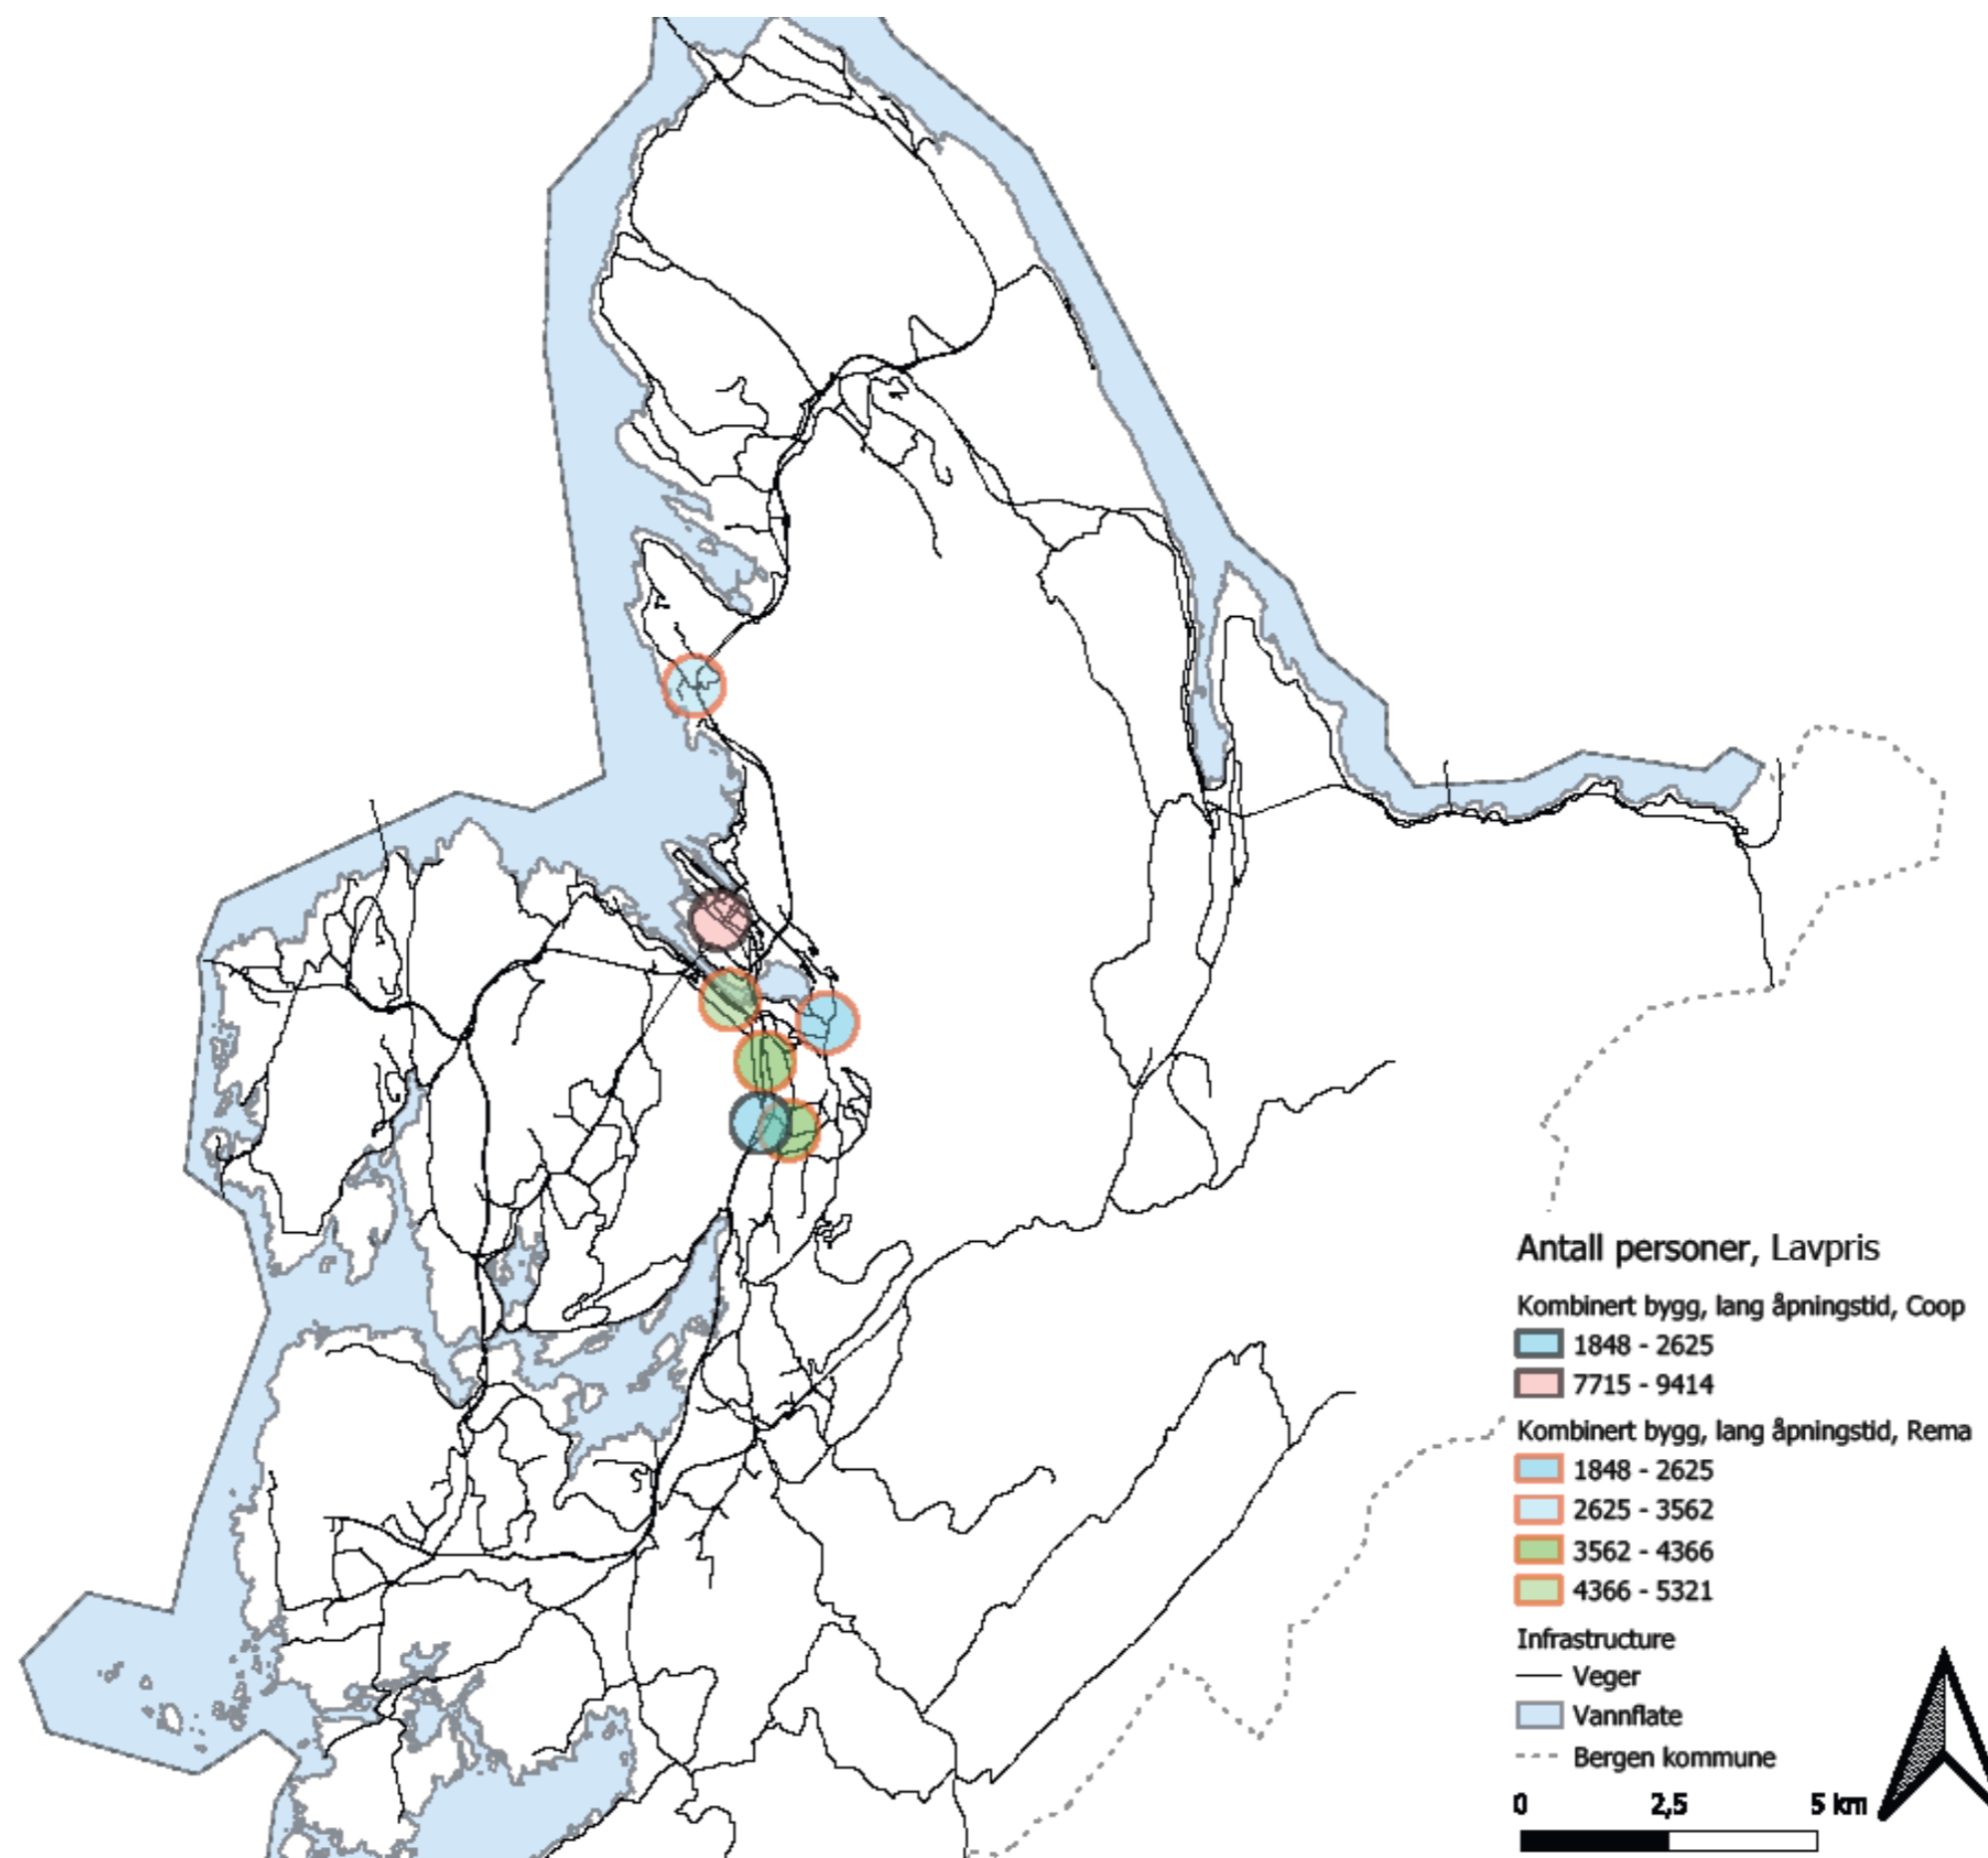 Antall personer, Lavpris
Kombinert bygg, lang åpningstid, Coop
1848 - 2625
7715 - 9414
Kombinert bygg, lang åpningstid, Rema
1848 - 2625
2625 - 3562
3562 - 4366
4366 - 5321
Infrastructure
Veger
Vannflate
Bergen kommune
0 2,5 5 km